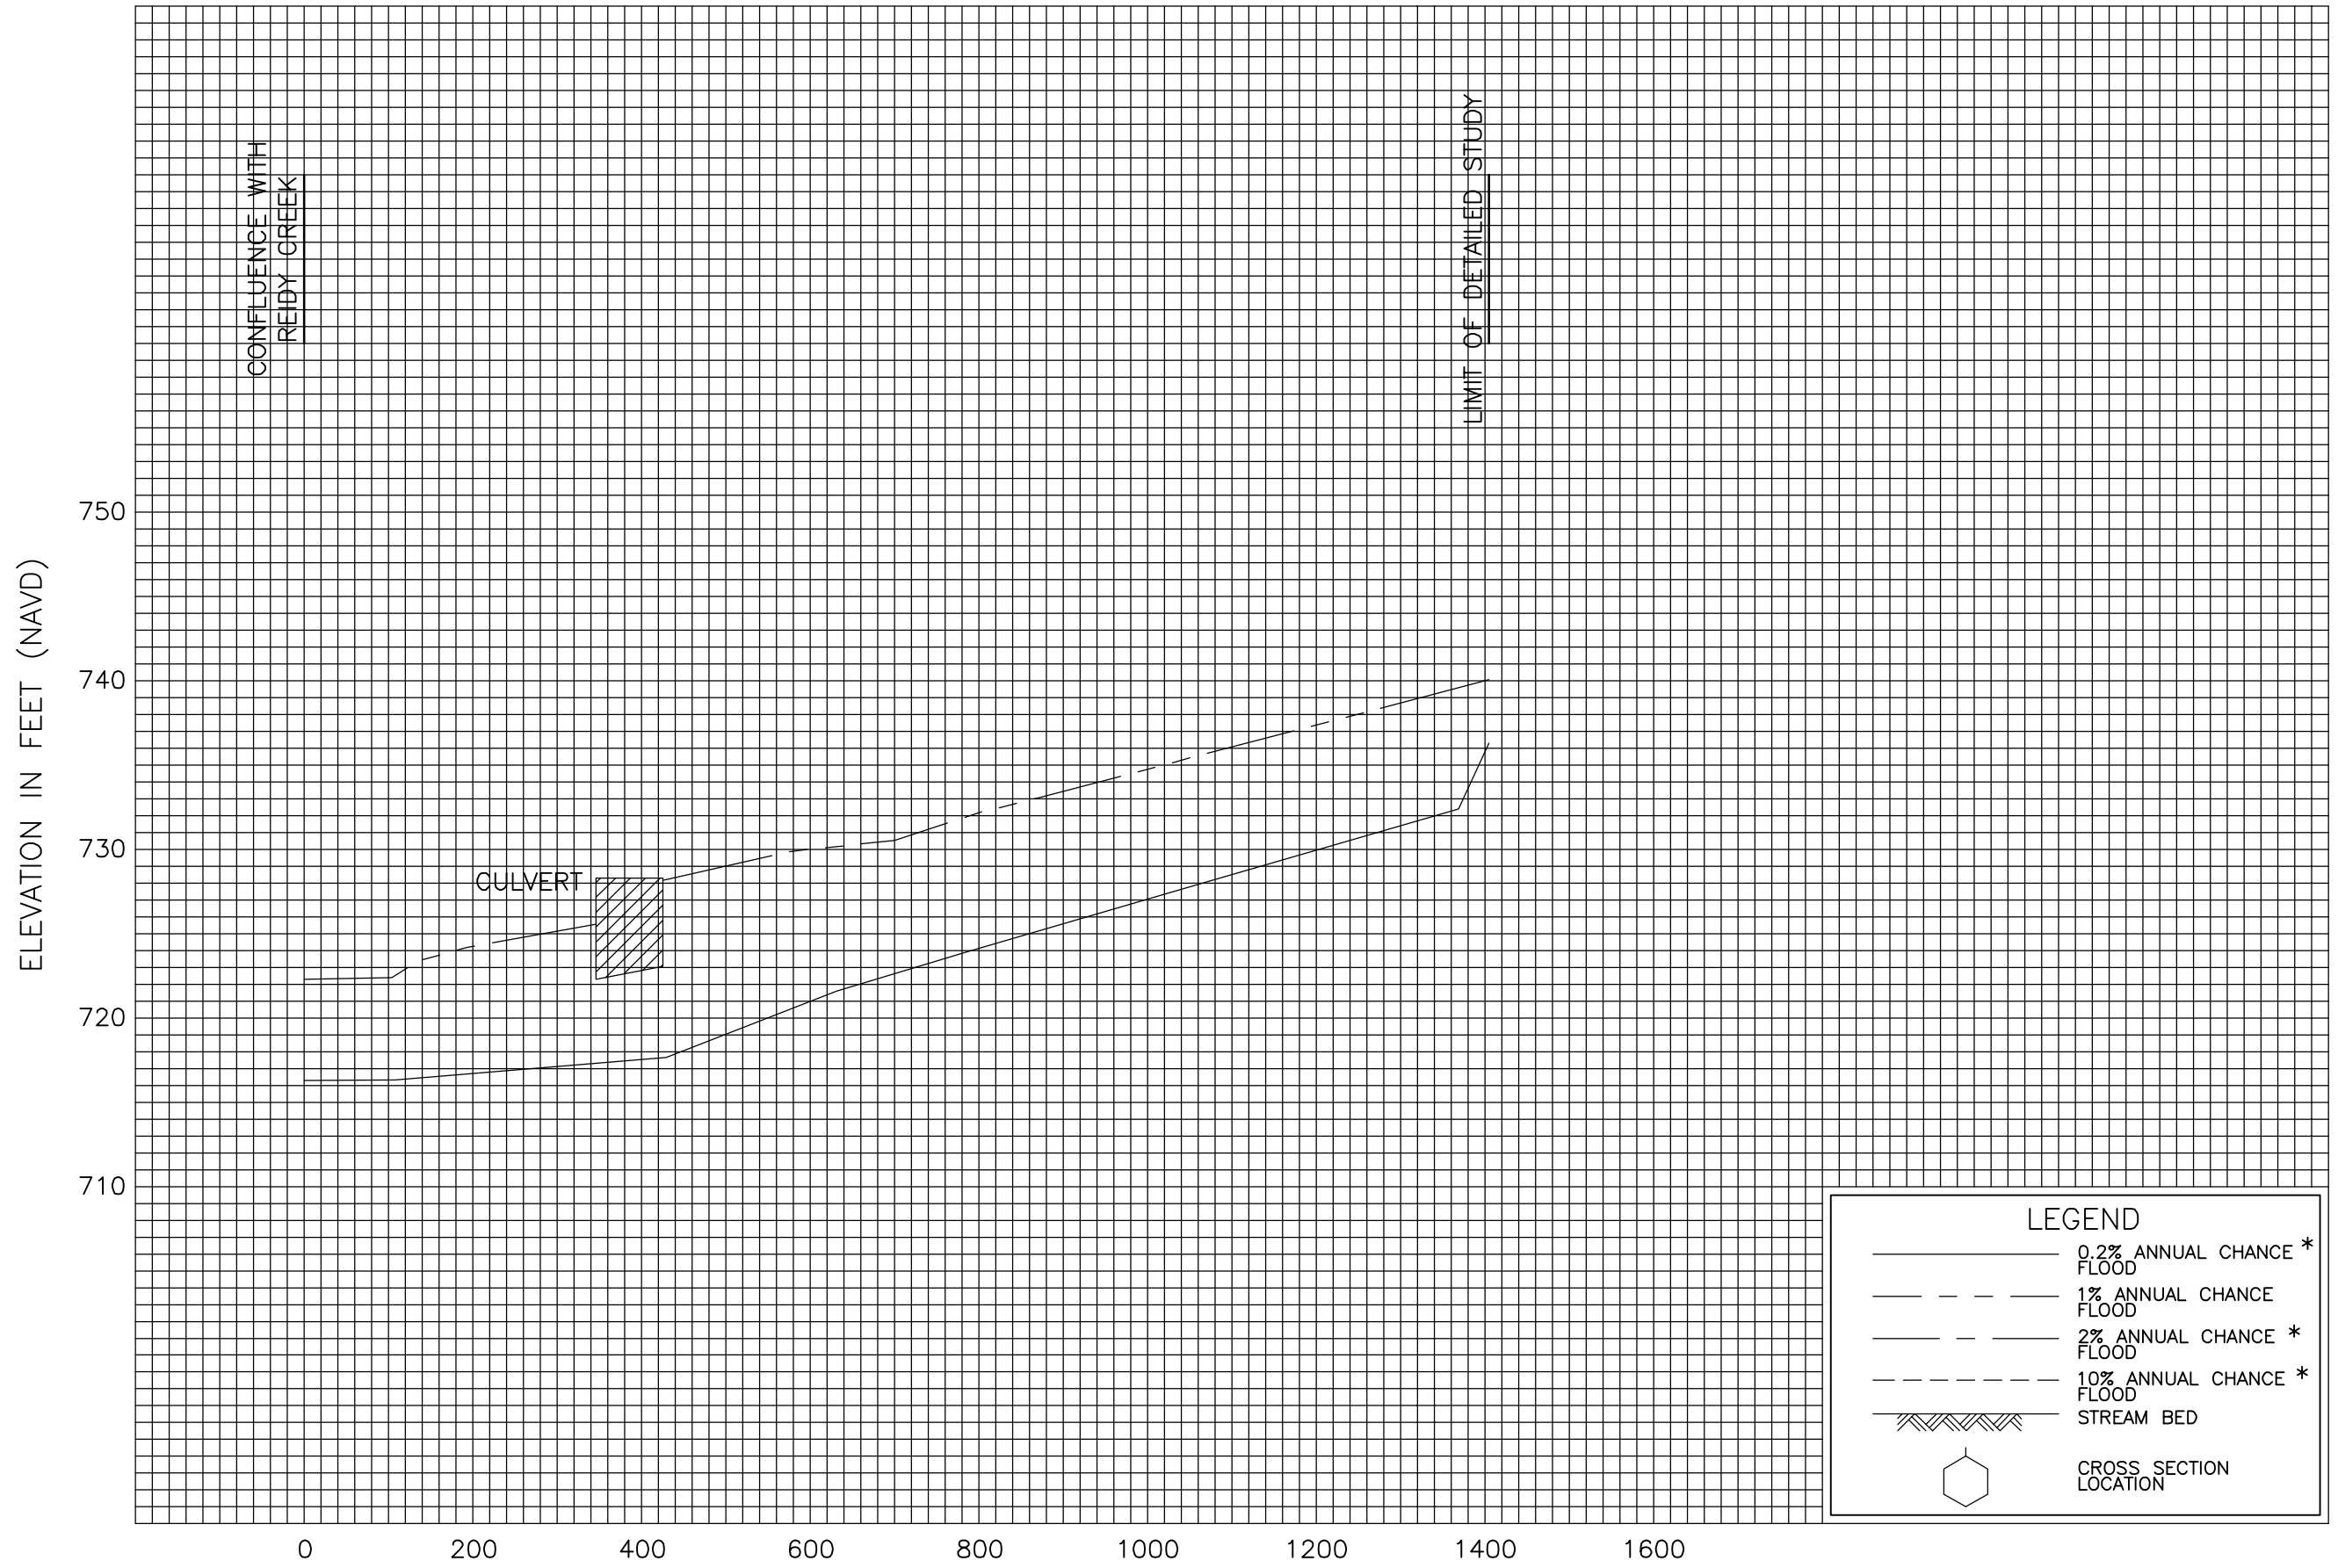 CONFLUENCE WITH
REIDY CREEK
LIMIT OF DETAILED STUDY
ELEVATION IN FEET (NAVD)
750
740
730
720
710
CULVERT
LEGEND
0.2% ANNUAL CHANCE *
FLOOD
1% ANNUAL CHANCE
FLOOD
2% ANNUAL CHANCE *
FLOOD
10% ANNUAL CHANCE *
FLOOD
STREAM BED
CROSS SECTION
LOCATION
0 200 400 600 800 1000 1200 1400 1600